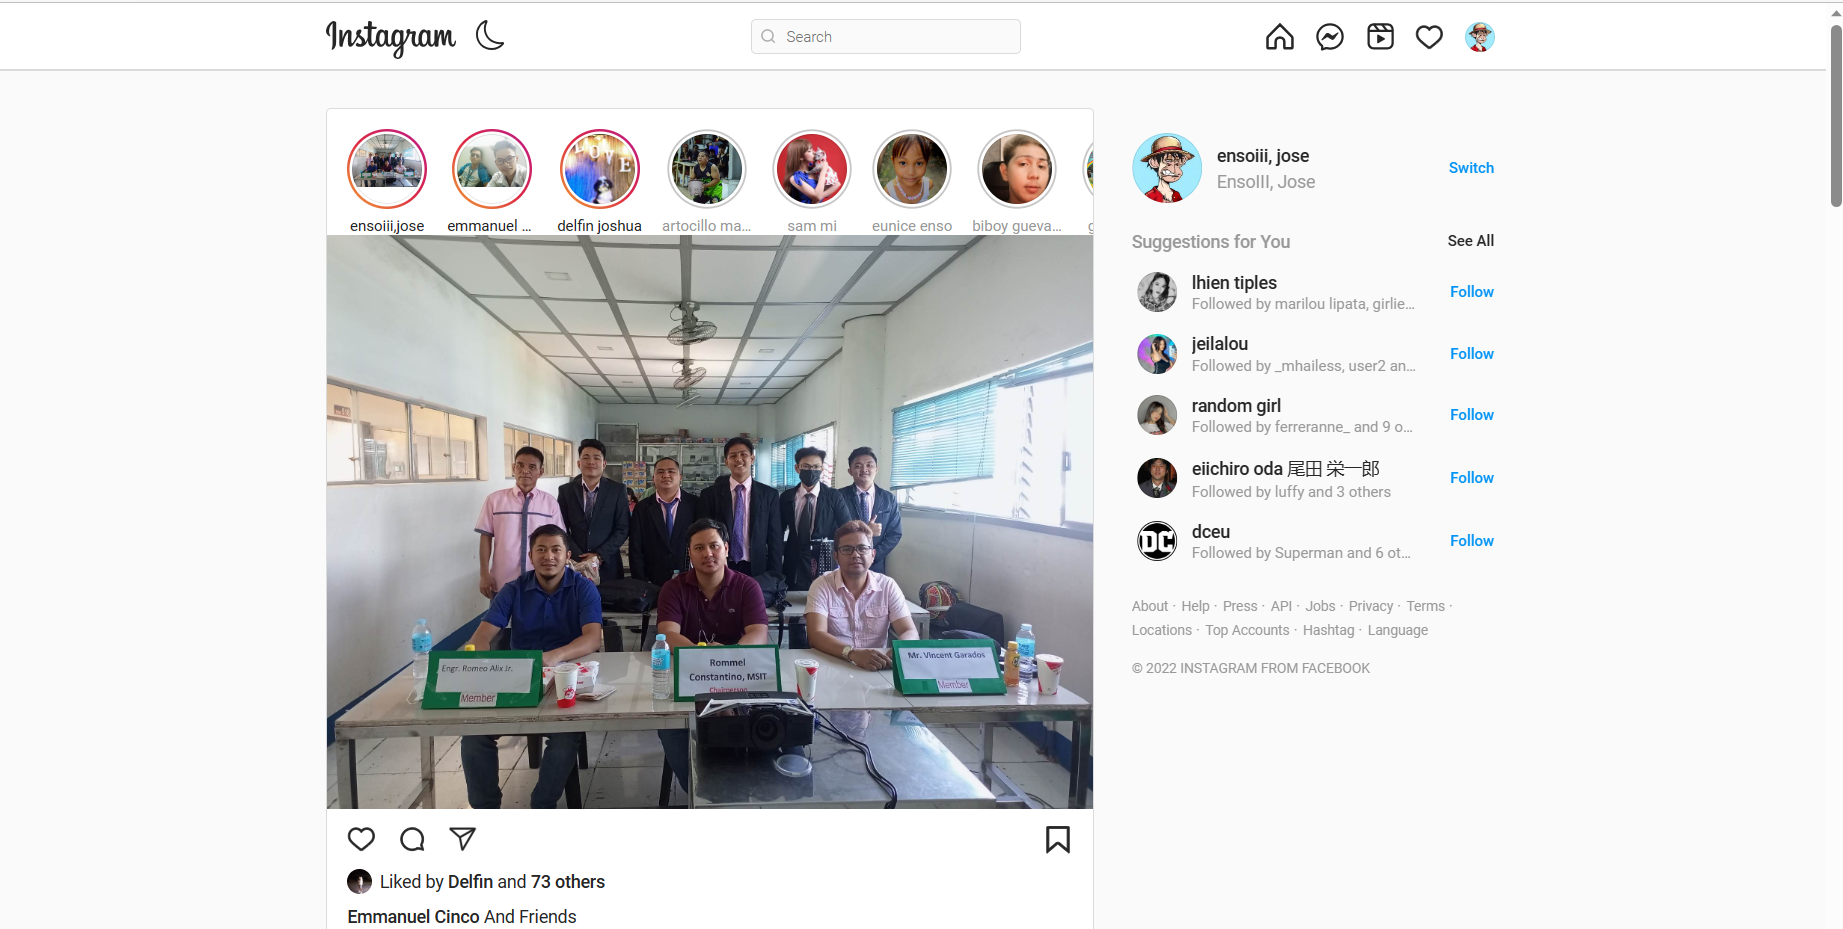 Instagram
Search
ensoiii,jose
emmanuel ...
delfin joshua
artocillo ma...
sam mi
eunice enso
biboy gueva...
LOVE
ensoiii, jose
EnsoIII, Jose
Switch
Suggestions for You
See All
lhien tiples
Followed by marilou lipata, girlie...
Follow
jeilalou
Followed by _mhailess, user2 an...
Follow
random girl
Followed by ferreranne_ and 9 o...
Follow
eiichiro oda 尾田 栄一郎
Followed by luffy and 3 others
Follow
DC
dceu
Followed by Superman and 6 ot...
Follow
About · Help · Press · API · Jobs · Privacy · Terms ·
Locations · Top Accounts · Hashtag · Language
© 2022 INSTAGRAM FROM FACEBOOK
Engr. Romeo Alix Jr.
Member
Rommel
Constantino, MSIT
Chairperson
Mr. Vincent Garados
Member
Liked by Delfin and 73 others
Emmanuel Cinco And Friends